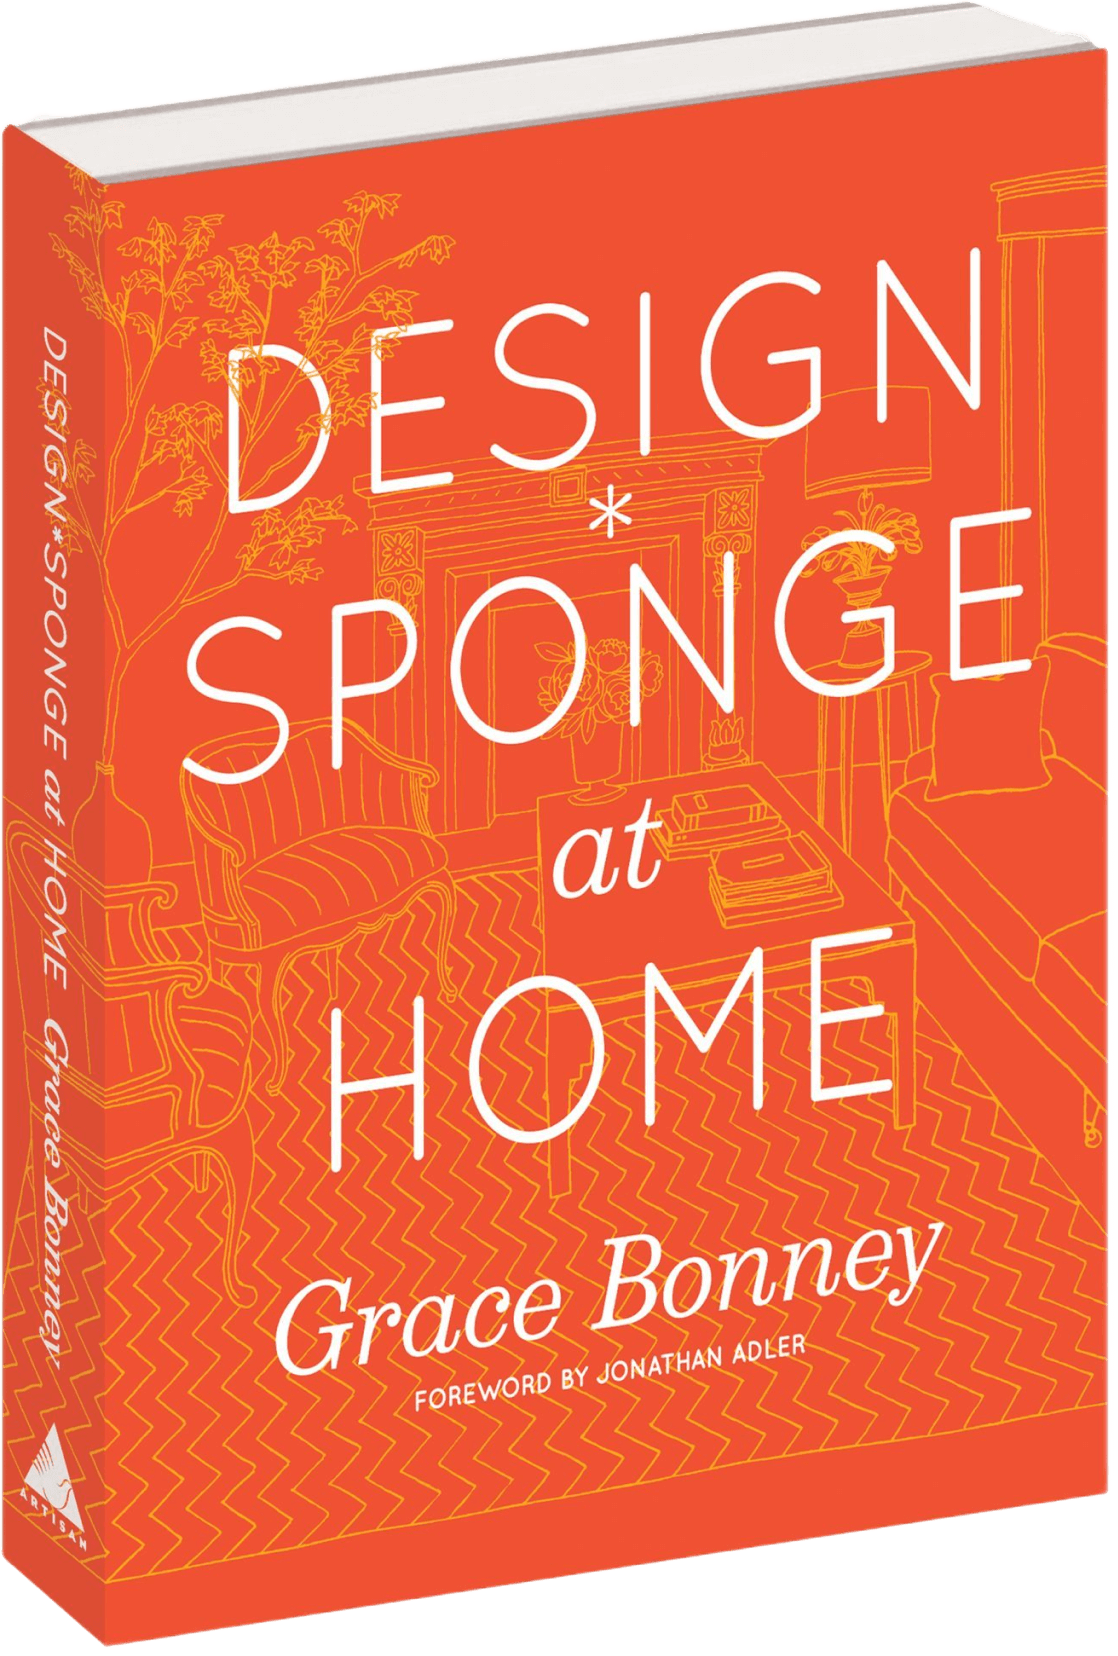 DESIGN
*
SPONGE
at
HOME
Grace Bonney
FOREWORD BY JONATHAN ADLER
DESIGN*SPONGE at HOME Grace Bonney
ARTISAN